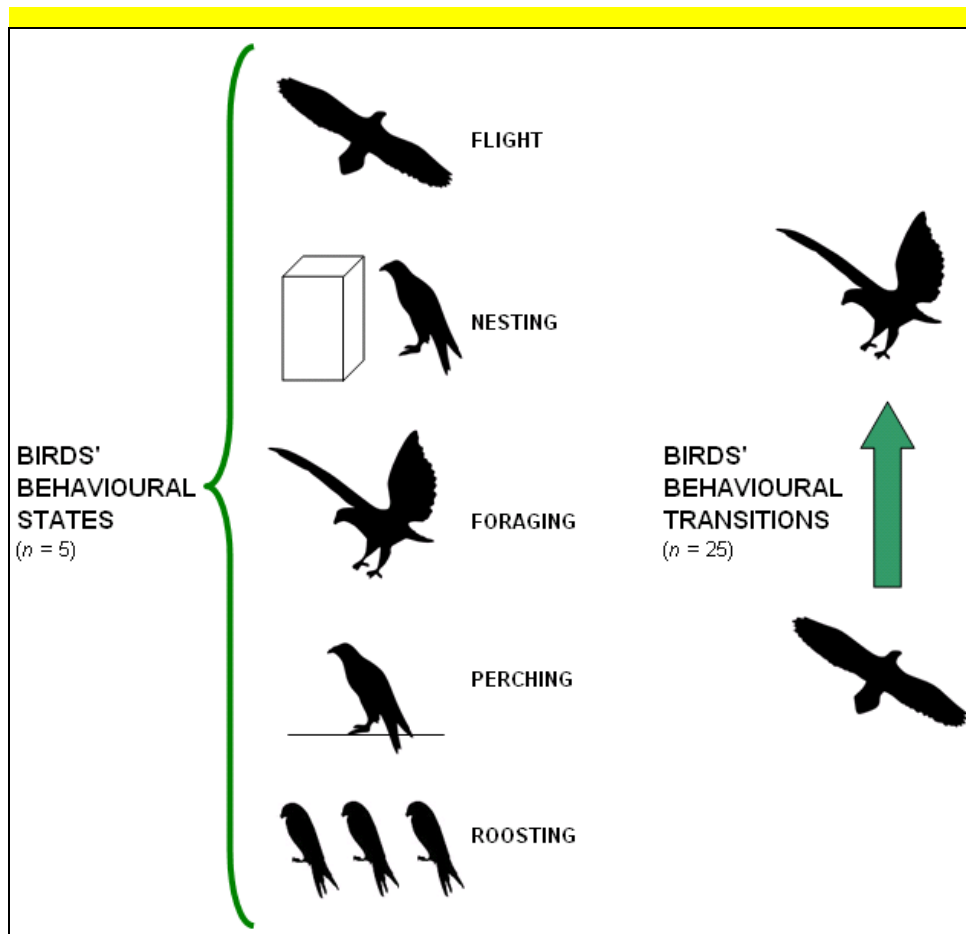 BIRDS'
BEHAVIOURAL
STATES
(n = 5)
FLIGHT
NESTING
FORAGING
PERCHING
ROOSTING
BIRDS'
BEHAVIOURAL
TRANSITIONS
(n = 25)